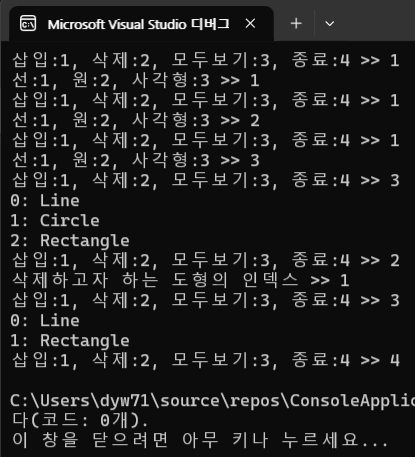 Microsoft Visual Studio 디버그
삽입:1, 삭제:2, 모두보기:3, 종료:4 >> 1
선:1, 원:2, 사각형:3 >> 1
삽입:1, 삭제:2, 모두보기:3, 종료:4 >> 1
선:1, 원:2, 사각형:3 >> 2
삽입:1, 삭제:2, 모두보기:3, 종료:4 >> 1
선:1, 원:2, 사각형:3 >> 3
삽입:1, 삭제:2, 모두보기:3, 종료:4 >> 3
0: Line
1: Circle
2: Rectangle
삽입:1, 삭제:2, 모두보기:3, 종료:4 >> 2
삭제하고자 하는 도형의 인덱스 >> 1
삽입:1, 삭제:2, 모두보기:3, 종료:4 >> 3
0: Line
1: Rectangle
삽입:1, 삭제:2, 모두보기:3, 종료:4 >> 4
C:\Users\dyw71\source\repos\ConsoleApplic
다(코드: 0개).
이 창을 닫으려면 아무 키나 누르세요...